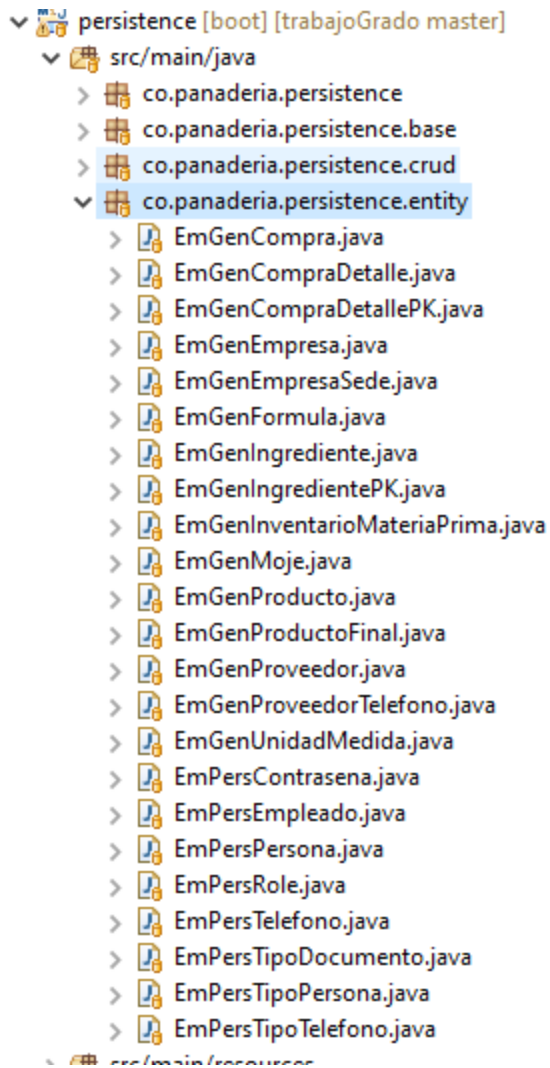 persistence [boot] [trabajoGrado master]
src/main/java
co.panaderia.persistence
co.panaderia.persistence.base
co.panaderia.persistence.crud
co.panaderia.persistence.entity
EmGenCompra.java
EmGenCompraDetalle.java
EmGenCompraDetallePK.java
EmGenEmpresa.java
EmGenEmpresaSede.java
EmGenFormula.java
EmGenIngrediente.java
EmGenIngredientePK.java
EmGenInventarioMateriaPrima.java
EmGenMoje.java
EmGenProducto.java
EmGenProductoFinal.java
EmGenProveedor.java
EmGenProveedorTelefono.java
EmGenUnidadMedida.java
EmPersContrasena.java
EmPersEmpleado.java
EmPersPersona.java
EmPersRole.java
EmPersTelefono.java
EmPersTipoDocumento.java
EmPersTipoPersona.java
EmPersTipoTelefono.java
src/main/resources